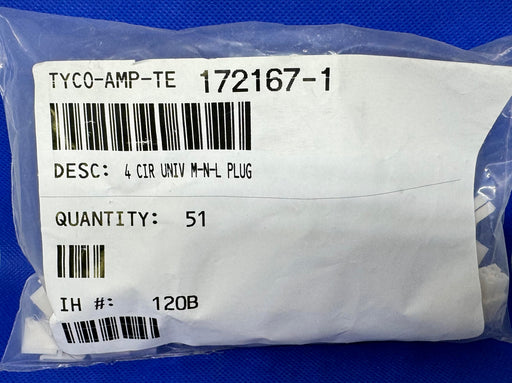 TYCO-AMP-TE 172167-1
DESC: 4 CIR UNIV M-N-L PLUG
QUANTITY: 51
IH #: 120B